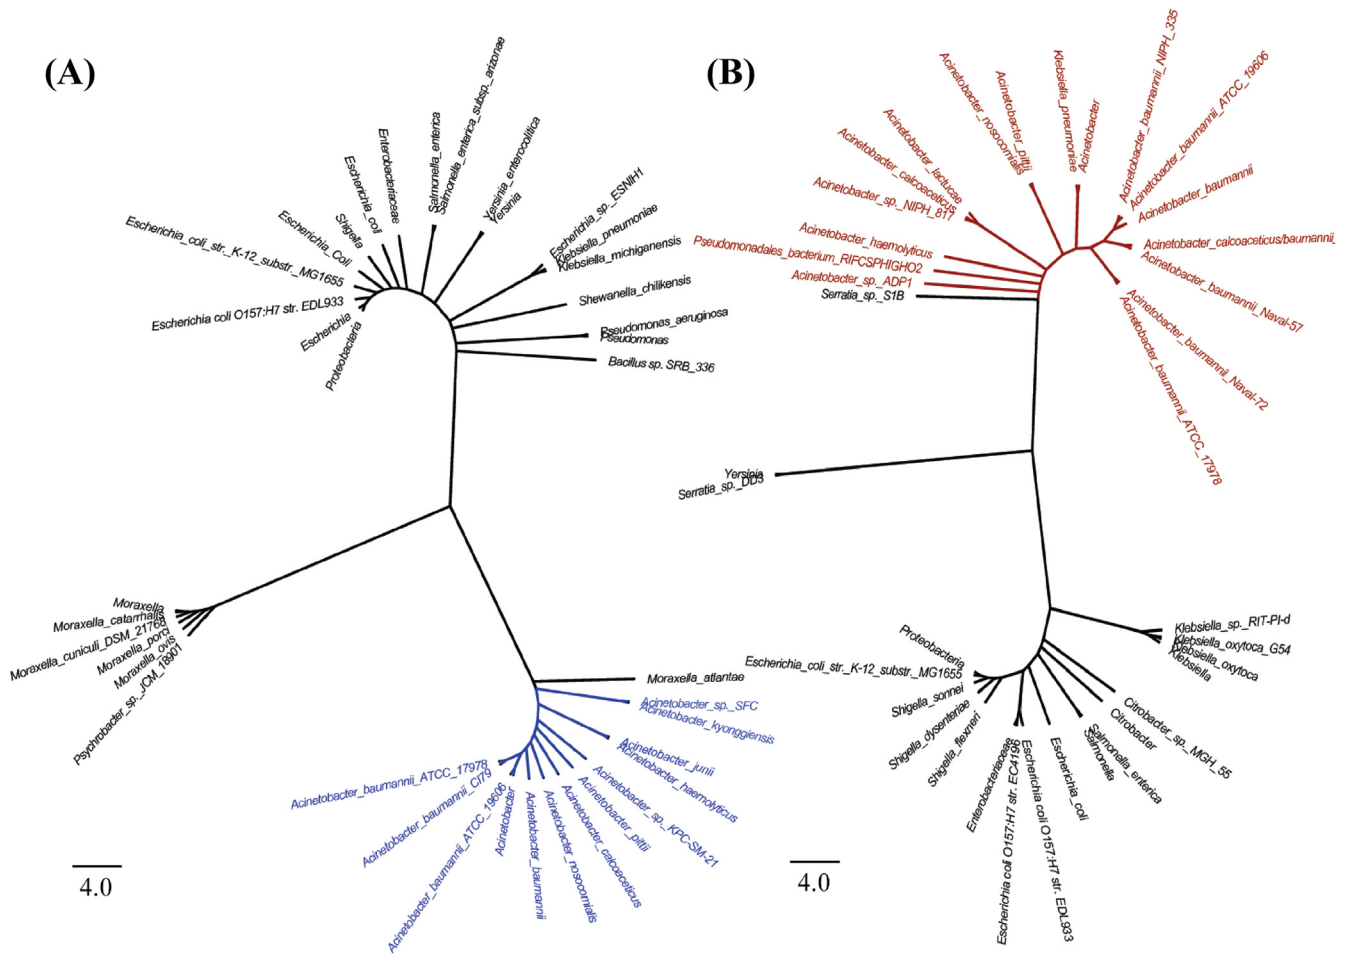 (A)
Escherichia_coli_str._K-12_substr._MG1655
Escherichia_Coli
Shigella
Escherichia_coli
Enterobacteriaceae
Salmonella_enterica
Salmonella_enterica_subsp._arizonae
Yersinia_enterocolitica
Yersinia
Escherichia_sp._ESNIH1
Klebsiella_pneumoniae
Klebsiella_michiganensis
Shewanella_chilikensis
Pseudomonas_aeruginosa
Pseudomonas
Bacillus sp. SRB_336
Escherichia coli O157:H7 str. EDL933
Escherichia
Proteobacteria
Moraxella
Moraxella_catarrhalis
Moraxella_cuniculi_DSM_21768
Moraxella_porci
Moraxella_ovis
Psychrobacter_sp._JCM_18901
Moraxella_atlantae
Acinetobacter_sp._SFC
Acinetobacter_kyonggiensis
Acinetobacter_junii
Acinetobacter_haemolyticus
Acinetobacter_sp._KPC-SM-21
Acinetobacter_pittii
Acinetobacter_calcoaceticus
Acinetobacter_nosocomialis
Acinetobacter_baumannii
Acinetobacter
Acinetobacter_baumannii_ATCC_19606
Acinetobacter_baumannii_CI79
Acinetobacter_baumannii_ATCC_17978
4.0
(B)
Acinetobacter_sp._ADP1
Pseudomonadales_bacterium_RIFCSPHIGHO2
Acinetobacter_haemolyticus
Acinetobacter_sp._NIPH_817
Acinetobacter_calcoaceticus
Acinetobacter_lactucae
Acinetobacter_nosocomialis
Acinetobacter_pittii
Klebsiella_pneumoniae
Acinetobacter
Acinetobacter_baumannii_NIPH_335
Acinetobacter_baumannii_ATCC_19606
Acinetobacter_baumannii
Acinetobacter_calcoaceticus/baumannii_
Acinetobacter_baumannii_Naval-57
Acinetobacter_baumannii_Naval-72
Acinetobacter_baumannii_ATCC_17978
Serratia_sp._S1B
Yersinia
Serratia_sp._DD3
Klebsiella_sp._RIT-PI-d
Klebsiella_oxytoca_G54
Klebsiella_oxytoca
Klebsiella
Citrobacter_sp._MGH_55
Citrobacter
Salmonella_enterica
Salmonella
Escherichia_coli
Escherichia coli O157:H7 str. EDL933
Escherichia coli O157:H7 str. EC4196
Enterobacteriaceae
Shigella_flexneri
Shigella_dysenteriae
Shigella_sonnei
Escherichia_coli_str._K-12_substr._MG1655
Proteobacteria
4.0